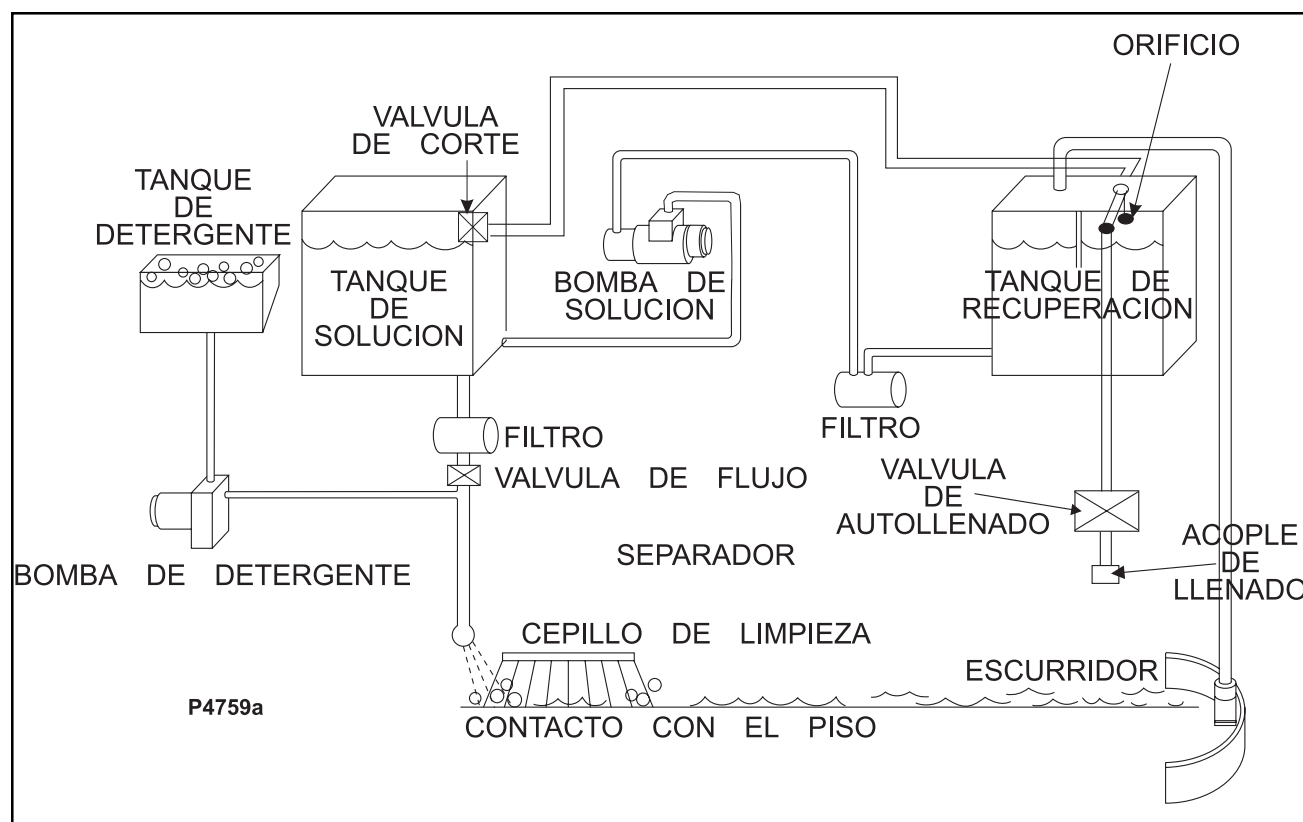 ORIFICIO
VALVULA
DE CORTE
TANQUE
DE
DETERGENTE
TANQUE
DE
SOLUCION
BOMBA DE
SOLUCION
TANQUE DE
RECUPERACION
FILTRO
FILTRO
VALVULA DE FLUJO
VALVULA
DE
AUTOLLENADO
ACOPLE
DE
LLENADO
SEPARADOR
BOMBA DE DETERGENTE
CEPILLO DE LIMPIEZA
ESCURRIDOR
P4759a
CONTACTO CON EL PISO